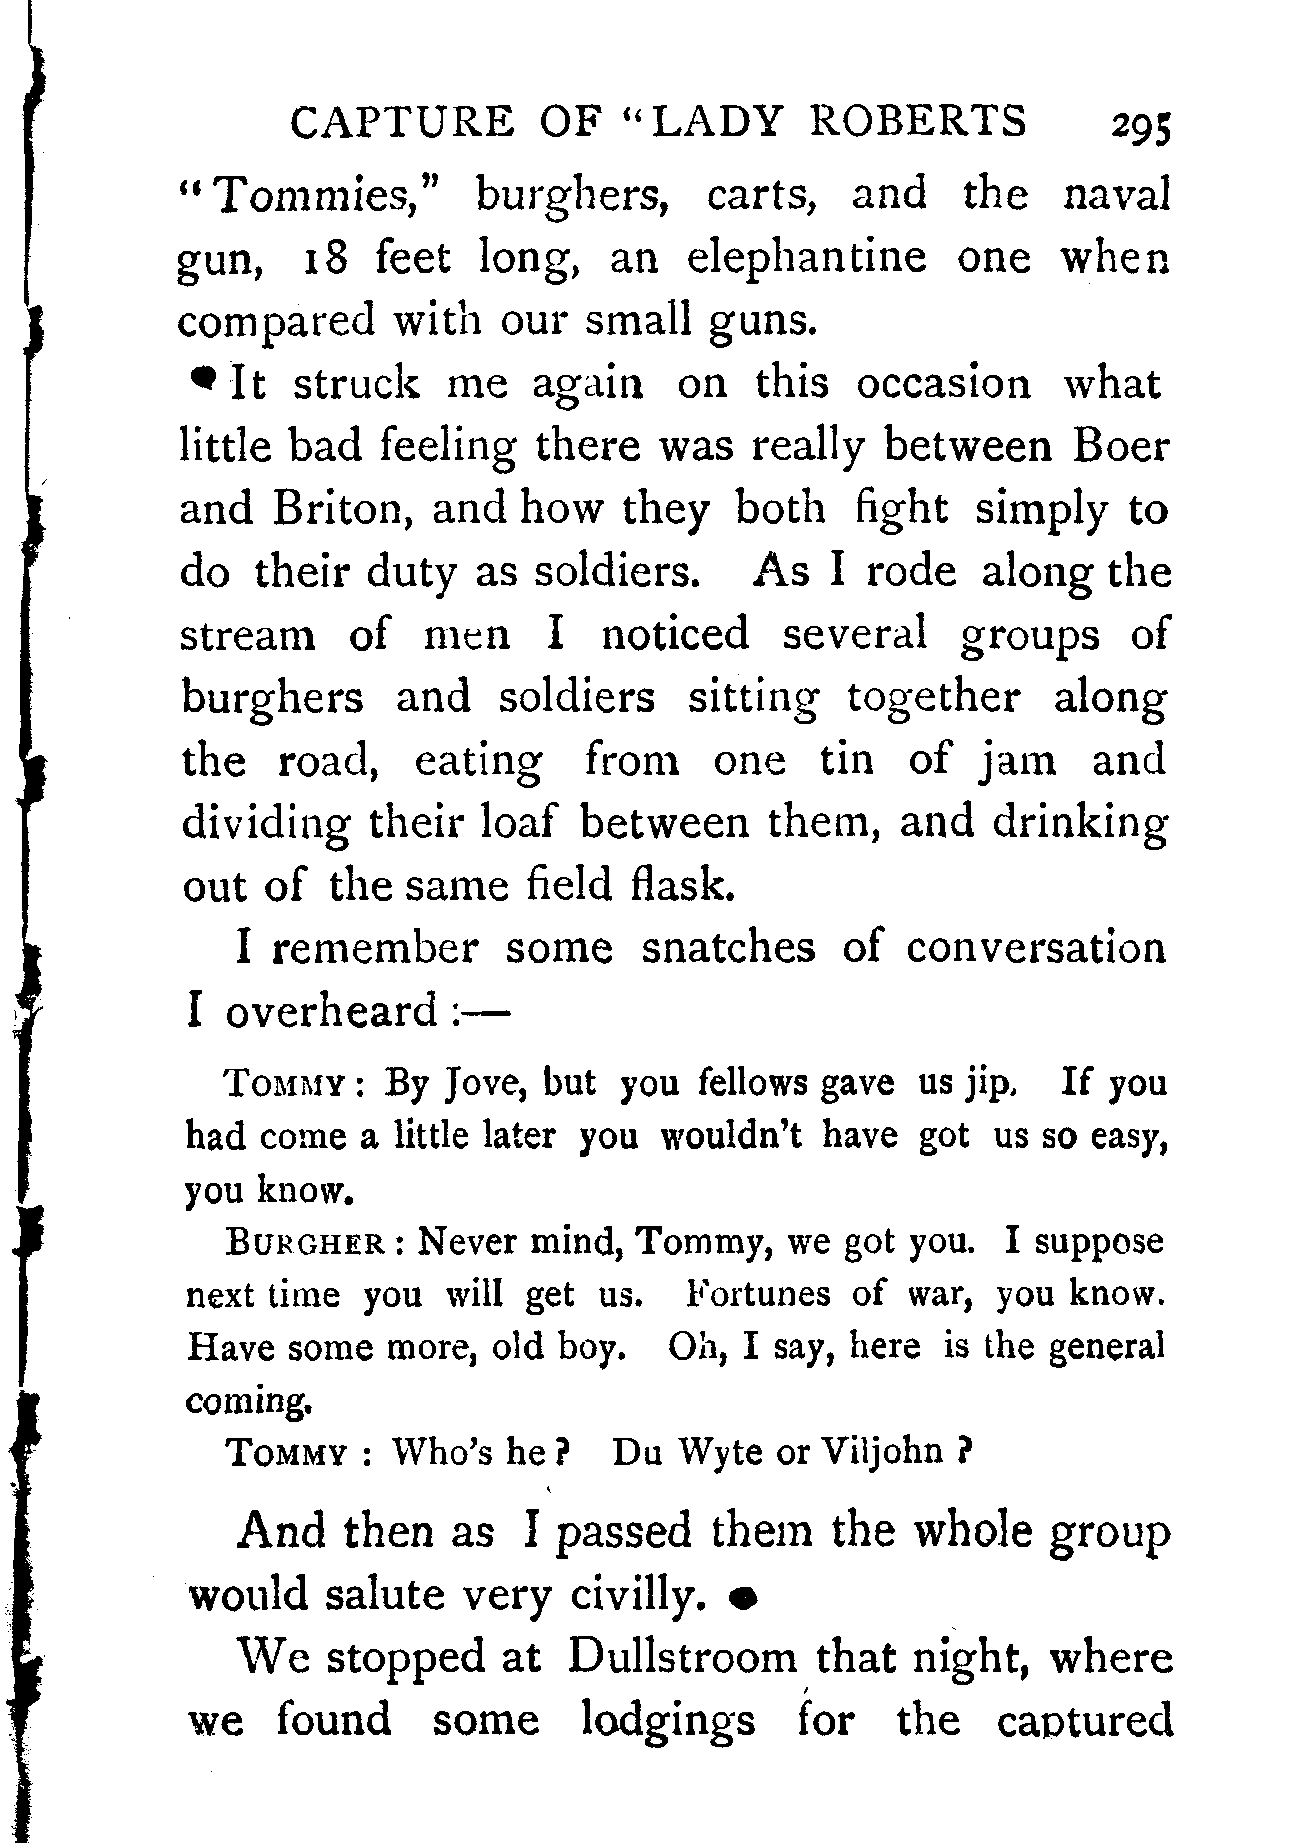 CAPTURE OF "LADY ROBERTS 295
"Tommies," burghers, carts, and the naval
gun, 18 feet long, an elephantine one when
compared with our small guns.
It struck me again on this occasion what
little bad feeling there was really between Boer
and Briton, and how they both fight simply to
do their duty as soldiers. As I rode along the
stream of men I noticed several groups of
burghers and soldiers sitting together along
the road, eating from one tin of jam and
dividing their loaf between them, and drinking
out of the same field flask.
I remember some snatches of conversation
I overheard :—
TOMMY : By Jove, but you fellows gave us jip. If you
had come a little later you wouldn't have got us so easy,
you know.
BURGHER : Never mind, Tommy, we got you. I suppose
next time you will get us. Fortunes of war, you know.
Have some more, old boy. Oh, I say, here is the general
coming.
TOMMY : Who's he ? Du Wyte or Viljohn ?
And then as I passed them the whole group
would salute very civilly.
We stopped at Dullstroom that night, where
we found some lodgings for the captured